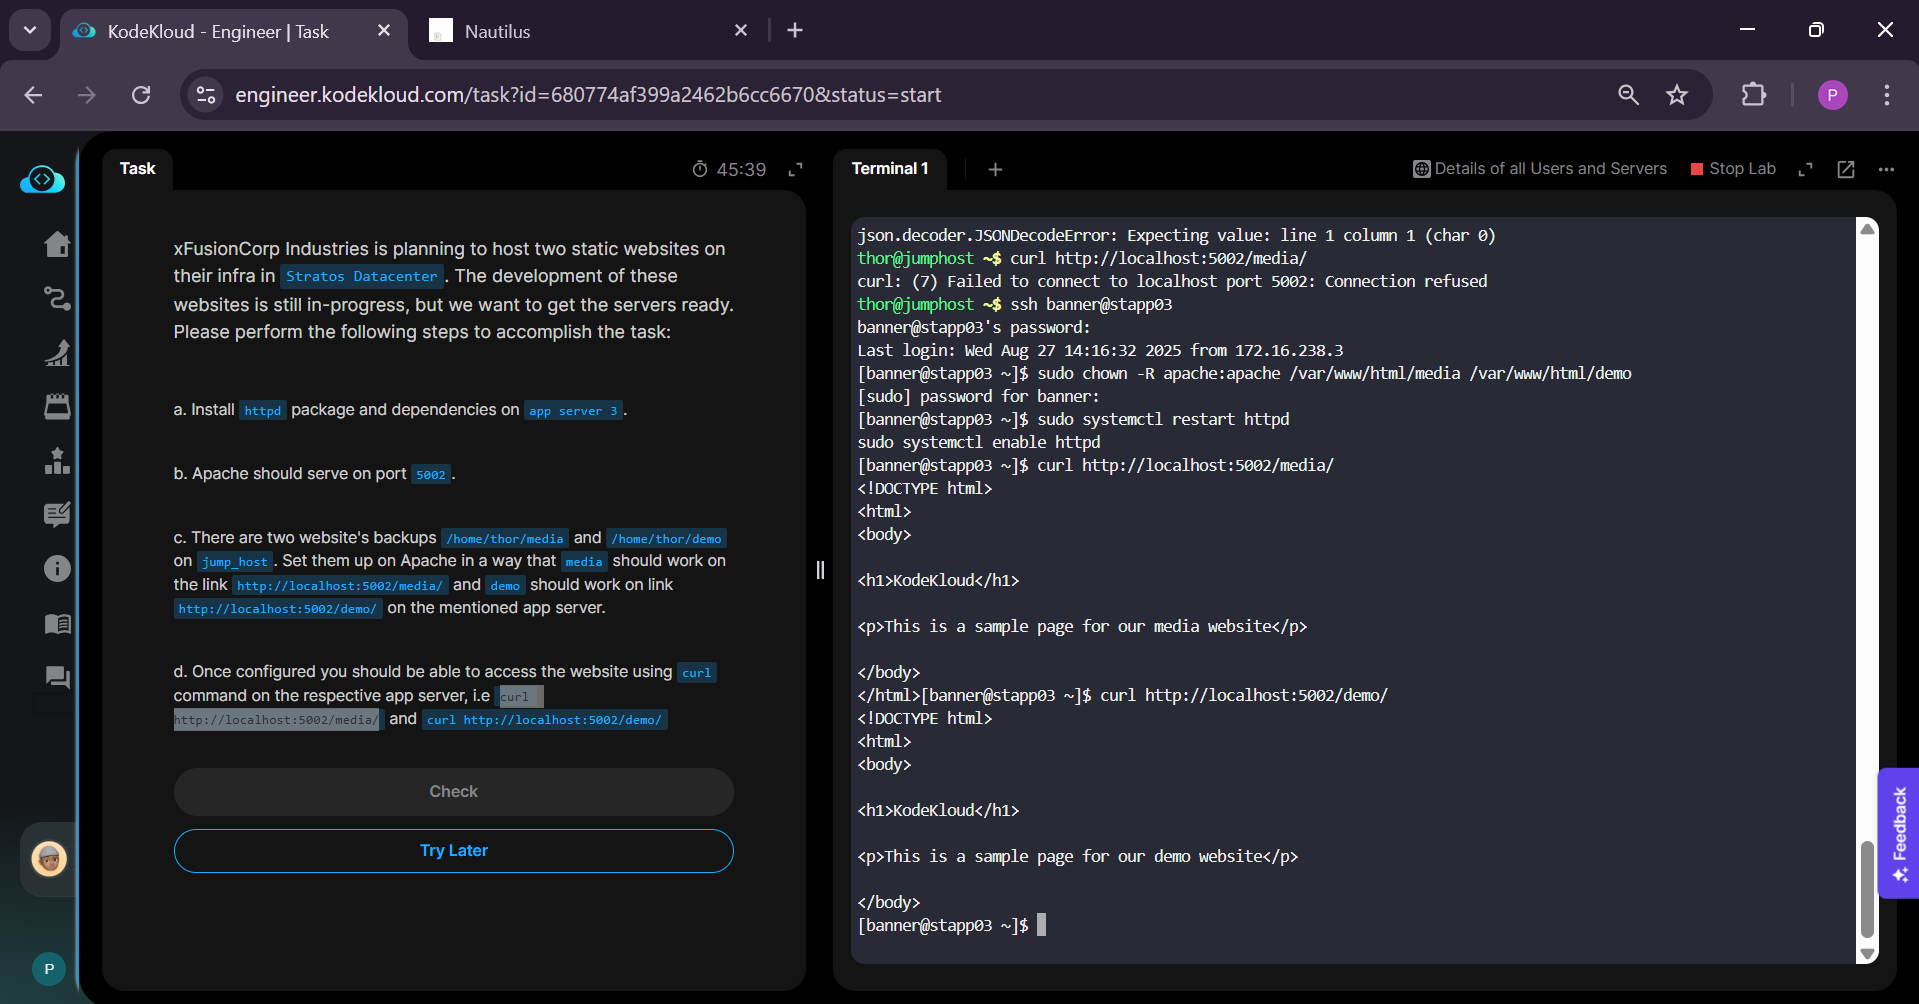 KodeKloud - Engineer | Task
Nautilus
engineer.kodekloud.com/task?id=680774af399a2462b6cc6670&status=start
P
Task
45:39
xFusionCorp Industries is planning to host two static websites on
their infra in Stratos Datacenter. The development of these
websites is still in-progress, but we want to get the servers ready.
Please perform the following steps to accomplish the task:
a. Install httpd package and dependencies on app server 3.
b. Apache should serve on port 5002.
c. There are two website's backups /home/thor/media and /home/thor/demo
on jump_host. Set them up on Apache in a way that media should work on
the link http://localhost:5002/media/ and demo should work on link
http://localhost:5002/demo/ on the mentioned app server.
d. Once configured you should be able to access the website using curl
command on the respective app server, i.e curl
http://localhost:5002/media/ and curl http://localhost:5002/demo/
Check
Try Later
P
Terminal 1
Details of all Users and Servers
Stop Lab
json.decoder.JSONDecodeError: Expecting value: line 1 column 1 (char 0)
thor@jumphost ~$ curl http://localhost:5002/media/
curl: (7) Failed to connect to localhost port 5002: Connection refused
thor@jumphost ~$ ssh banner@stapp03
banner@stapp03's password:
Last login: Wed Aug 27 14:16:32 2025 from 172.16.238.3
[banner@stapp03 ~]$ sudo chown -R apache:apache /var/www/html/media /var/www/html/demo
[sudo] password for banner:
[banner@stapp03 ~]$ sudo systemctl restart httpd
sudo systemctl enable httpd
[banner@stapp03 ~]$ curl http://localhost:5002/media/
<!DOCTYPE html>
<html>
<body>
<h1>KodeKloud</h1>
<p>This is a sample page for our media website</p>
</body>
</html>[banner@stapp03 ~]$ curl http://localhost:5002/demo/
<!DOCTYPE html>
<html>
<body>
<h1>KodeKloud</h1>
<p>This is a sample page for our demo website</p>
</body>
[banner@stapp03 ~]$
Feedback